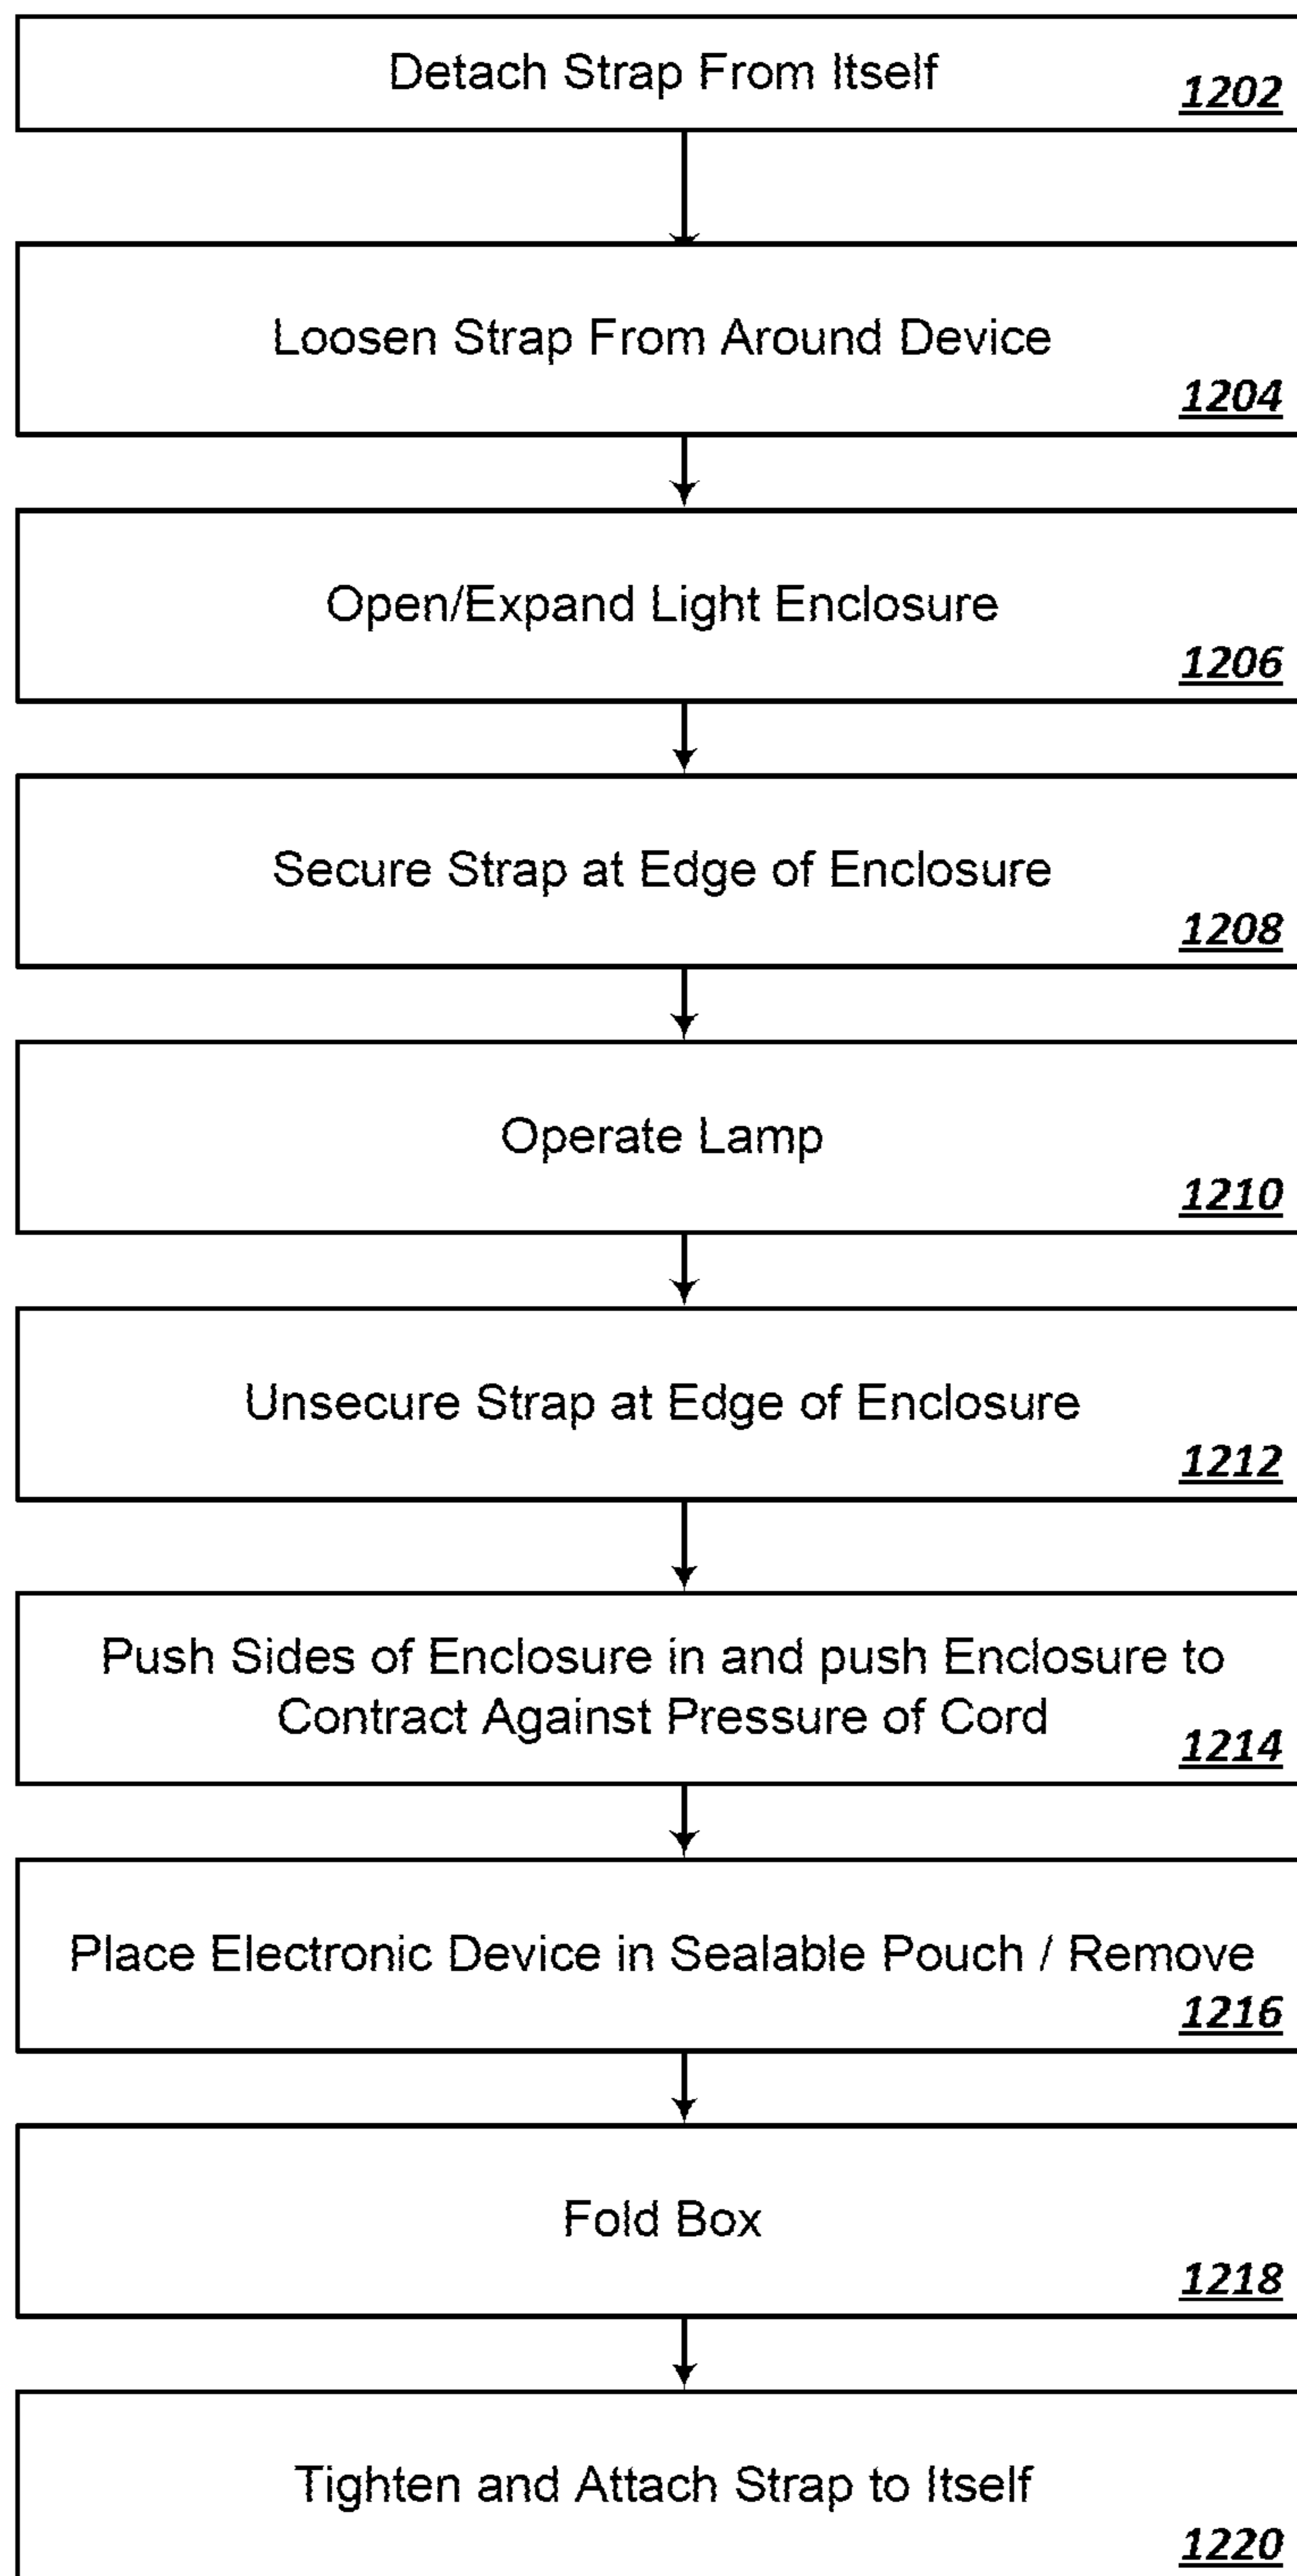 Detach Strap From Itself
1202
Loosen Strap From Around Device
1204
Open/Expand Light Enclosure
1206
Secure Strap at Edge of Enclosure
1208
Operate Lamp
1210
Unsecure Strap at Edge of Enclosure
1212
Push Sides of Enclosure in and push Enclosure to
Contract Against Pressure of Cord
1214
Place Electronic Device in Sealable Pouch / Remove
1216
Fold Box
1218
Tighten and Attach Strap to Itself
1220